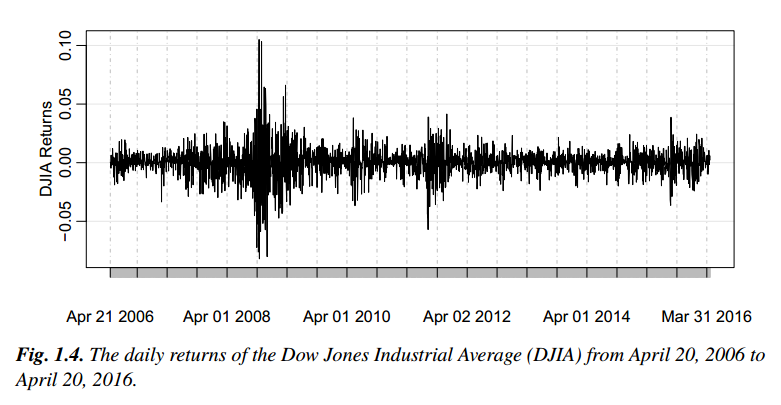 0.10
0.05
0.00
−0.05
DJIA Returns
Apr 21 2006 Apr 01 2008 Apr 01 2010 Apr 02 2012 Apr 01 2014 Mar 31 2016
Fig. 1.4. The daily returns of the Dow Jones Industrial Average (DJIA) from April 20, 2006 to
April 20, 2016.